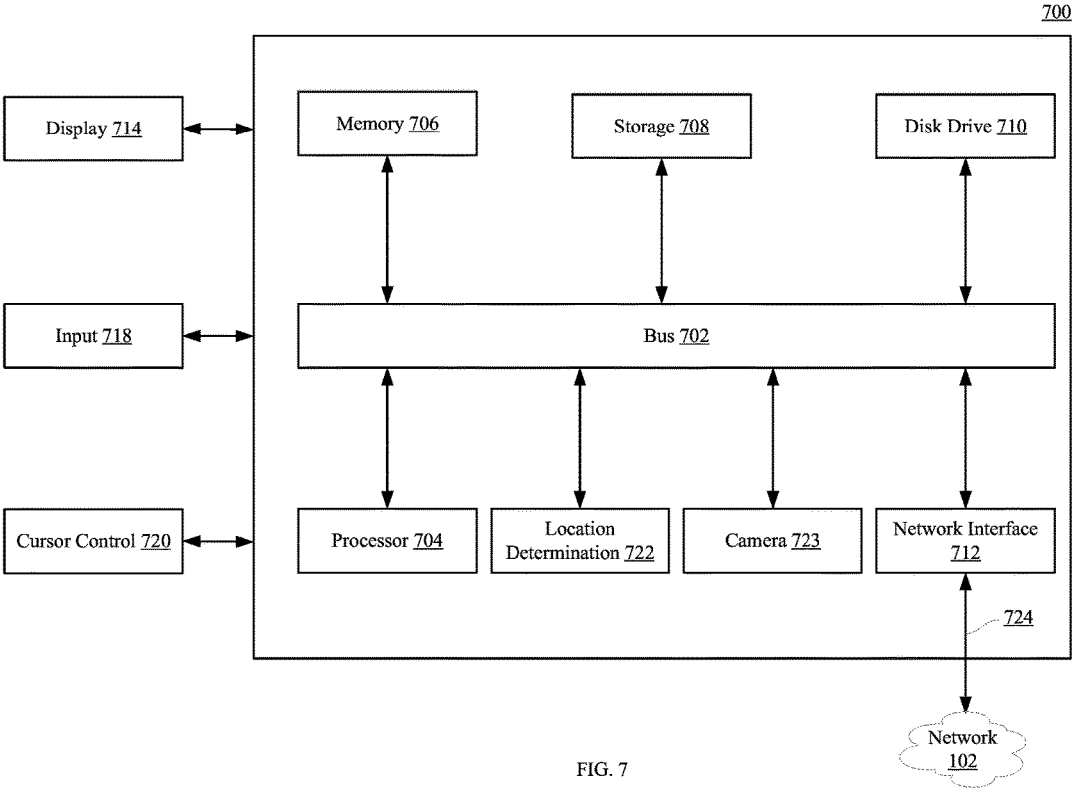 700
Display 714
Memory 706
Storage 708
Disk Drive 710
Input 718
Bus 702
Cursor Control 720
Processor 704
Location
Determination 722
Camera 723
Network Interface
712
724
Network
102
FIG. 7